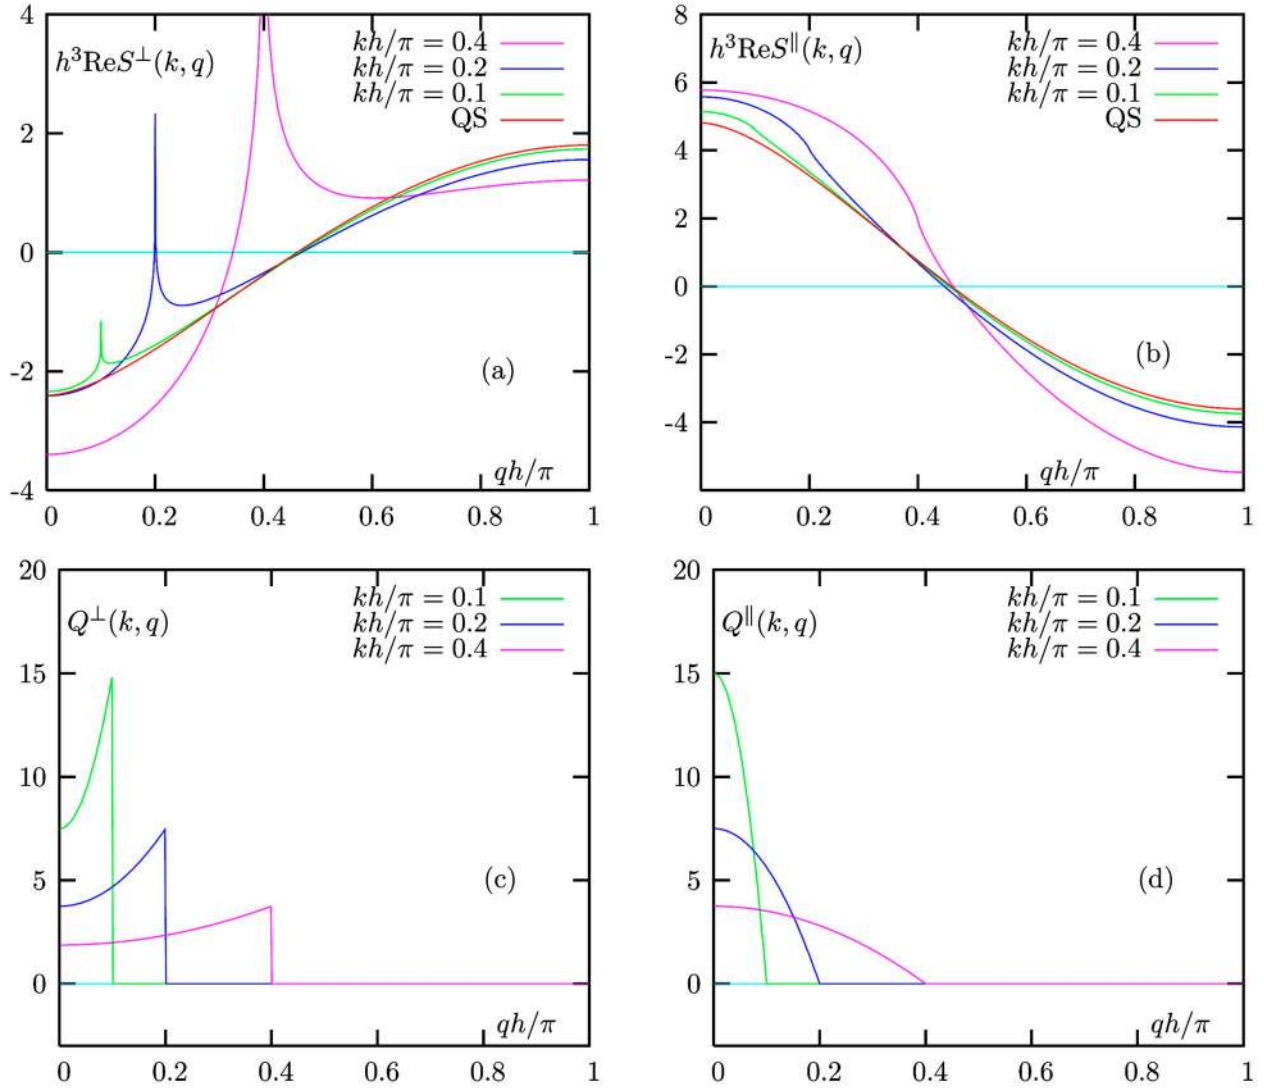 4
2
0
-2
-4
h³ReS^⊥(k, q)
kh/π = 0.4
kh/π = 0.2
kh/π = 0.1
QS
(a)
qh/π
0 0.2 0.4 0.6 0.8 1
8
6
4
2
0
-2
-4
h³ReS^∥(k, q)
kh/π = 0.4
kh/π = 0.2
kh/π = 0.1
QS
(b)
qh/π
0 0.2 0.4 0.6 0.8 1
20
15
10
5
0
Q^⊥(k, q)
kh/π = 0.1
kh/π = 0.2
kh/π = 0.4
(c)
qh/π
0 0.2 0.4 0.6 0.8 1
20
15
10
5
0
Q^∥(k, q)
kh/π = 0.1
kh/π = 0.2
kh/π = 0.4
(d)
qh/π
0 0.2 0.4 0.6 0.8 1